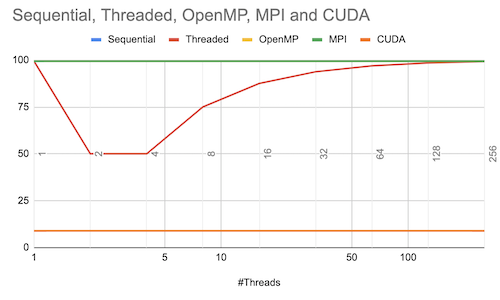 Sequential, Threaded, OpenMP, MPI and CUDA
Sequential Threaded OpenMP MPI CUDA
100
75
50
25
0
1 2 4 8 16 32 64 128 256
1 5 10 50 100
#Threads